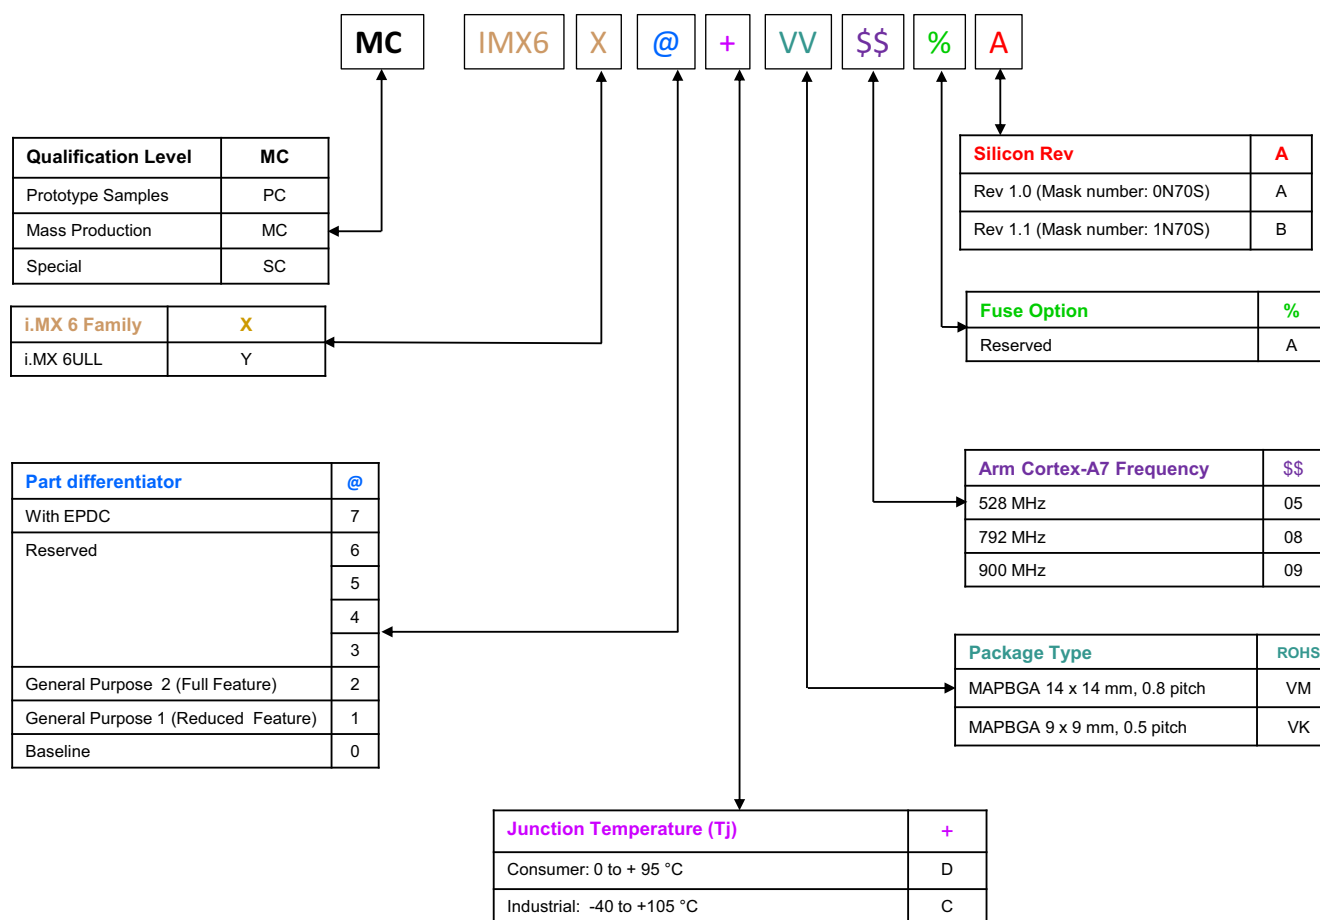 MC IMX6 X @ + VV $$ % A
Qualification Level MC
Prototype Samples PC
Mass Production MC
Special SC
Silicon Rev A
Rev 1.0 (Mask number: 0N70S) A
Rev 1.1 (Mask number: 1N70S) B
i.MX 6 Family X
i.MX 6ULL Y
Fuse Option %
Reserved A
Part differentiator @
With EPDC 7
Reserved 6
5
4
3
General Purpose 2 (Full Feature) 2
General Purpose 1 (Reduced Feature) 1
Baseline 0
Arm Cortex-A7 Frequency $$
528 MHz 05
792 MHz 08
900 MHz 09
Package Type ROHS
MAPBGA 14 x 14 mm, 0.8 pitch VM
MAPBGA 9 x 9 mm, 0.5 pitch VK
Junction Temperature (Tj) +
Consumer: 0 to + 95 °C D
Industrial: -40 to +105 °C C